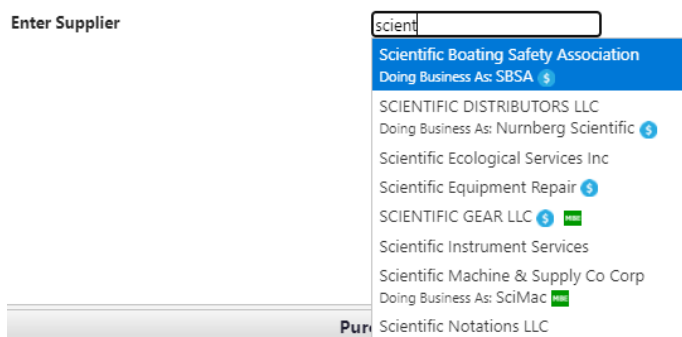 Enter Supplier
scient
Scientific Boating Safety Association
Doing Business As: SBSA $
SCIENTIFIC DISTRIBUTORS LLC
Doing Business As: Nurnberg Scientific $
Scientific Ecological Services Inc
Scientific Equipment Repair $
SCIENTIFIC GEAR LLC $ MBE
Scientific Instrument Services
Scientific Machine & Supply Co Corp
Doing Business As: SciMac MBE
Scientific Notations LLC